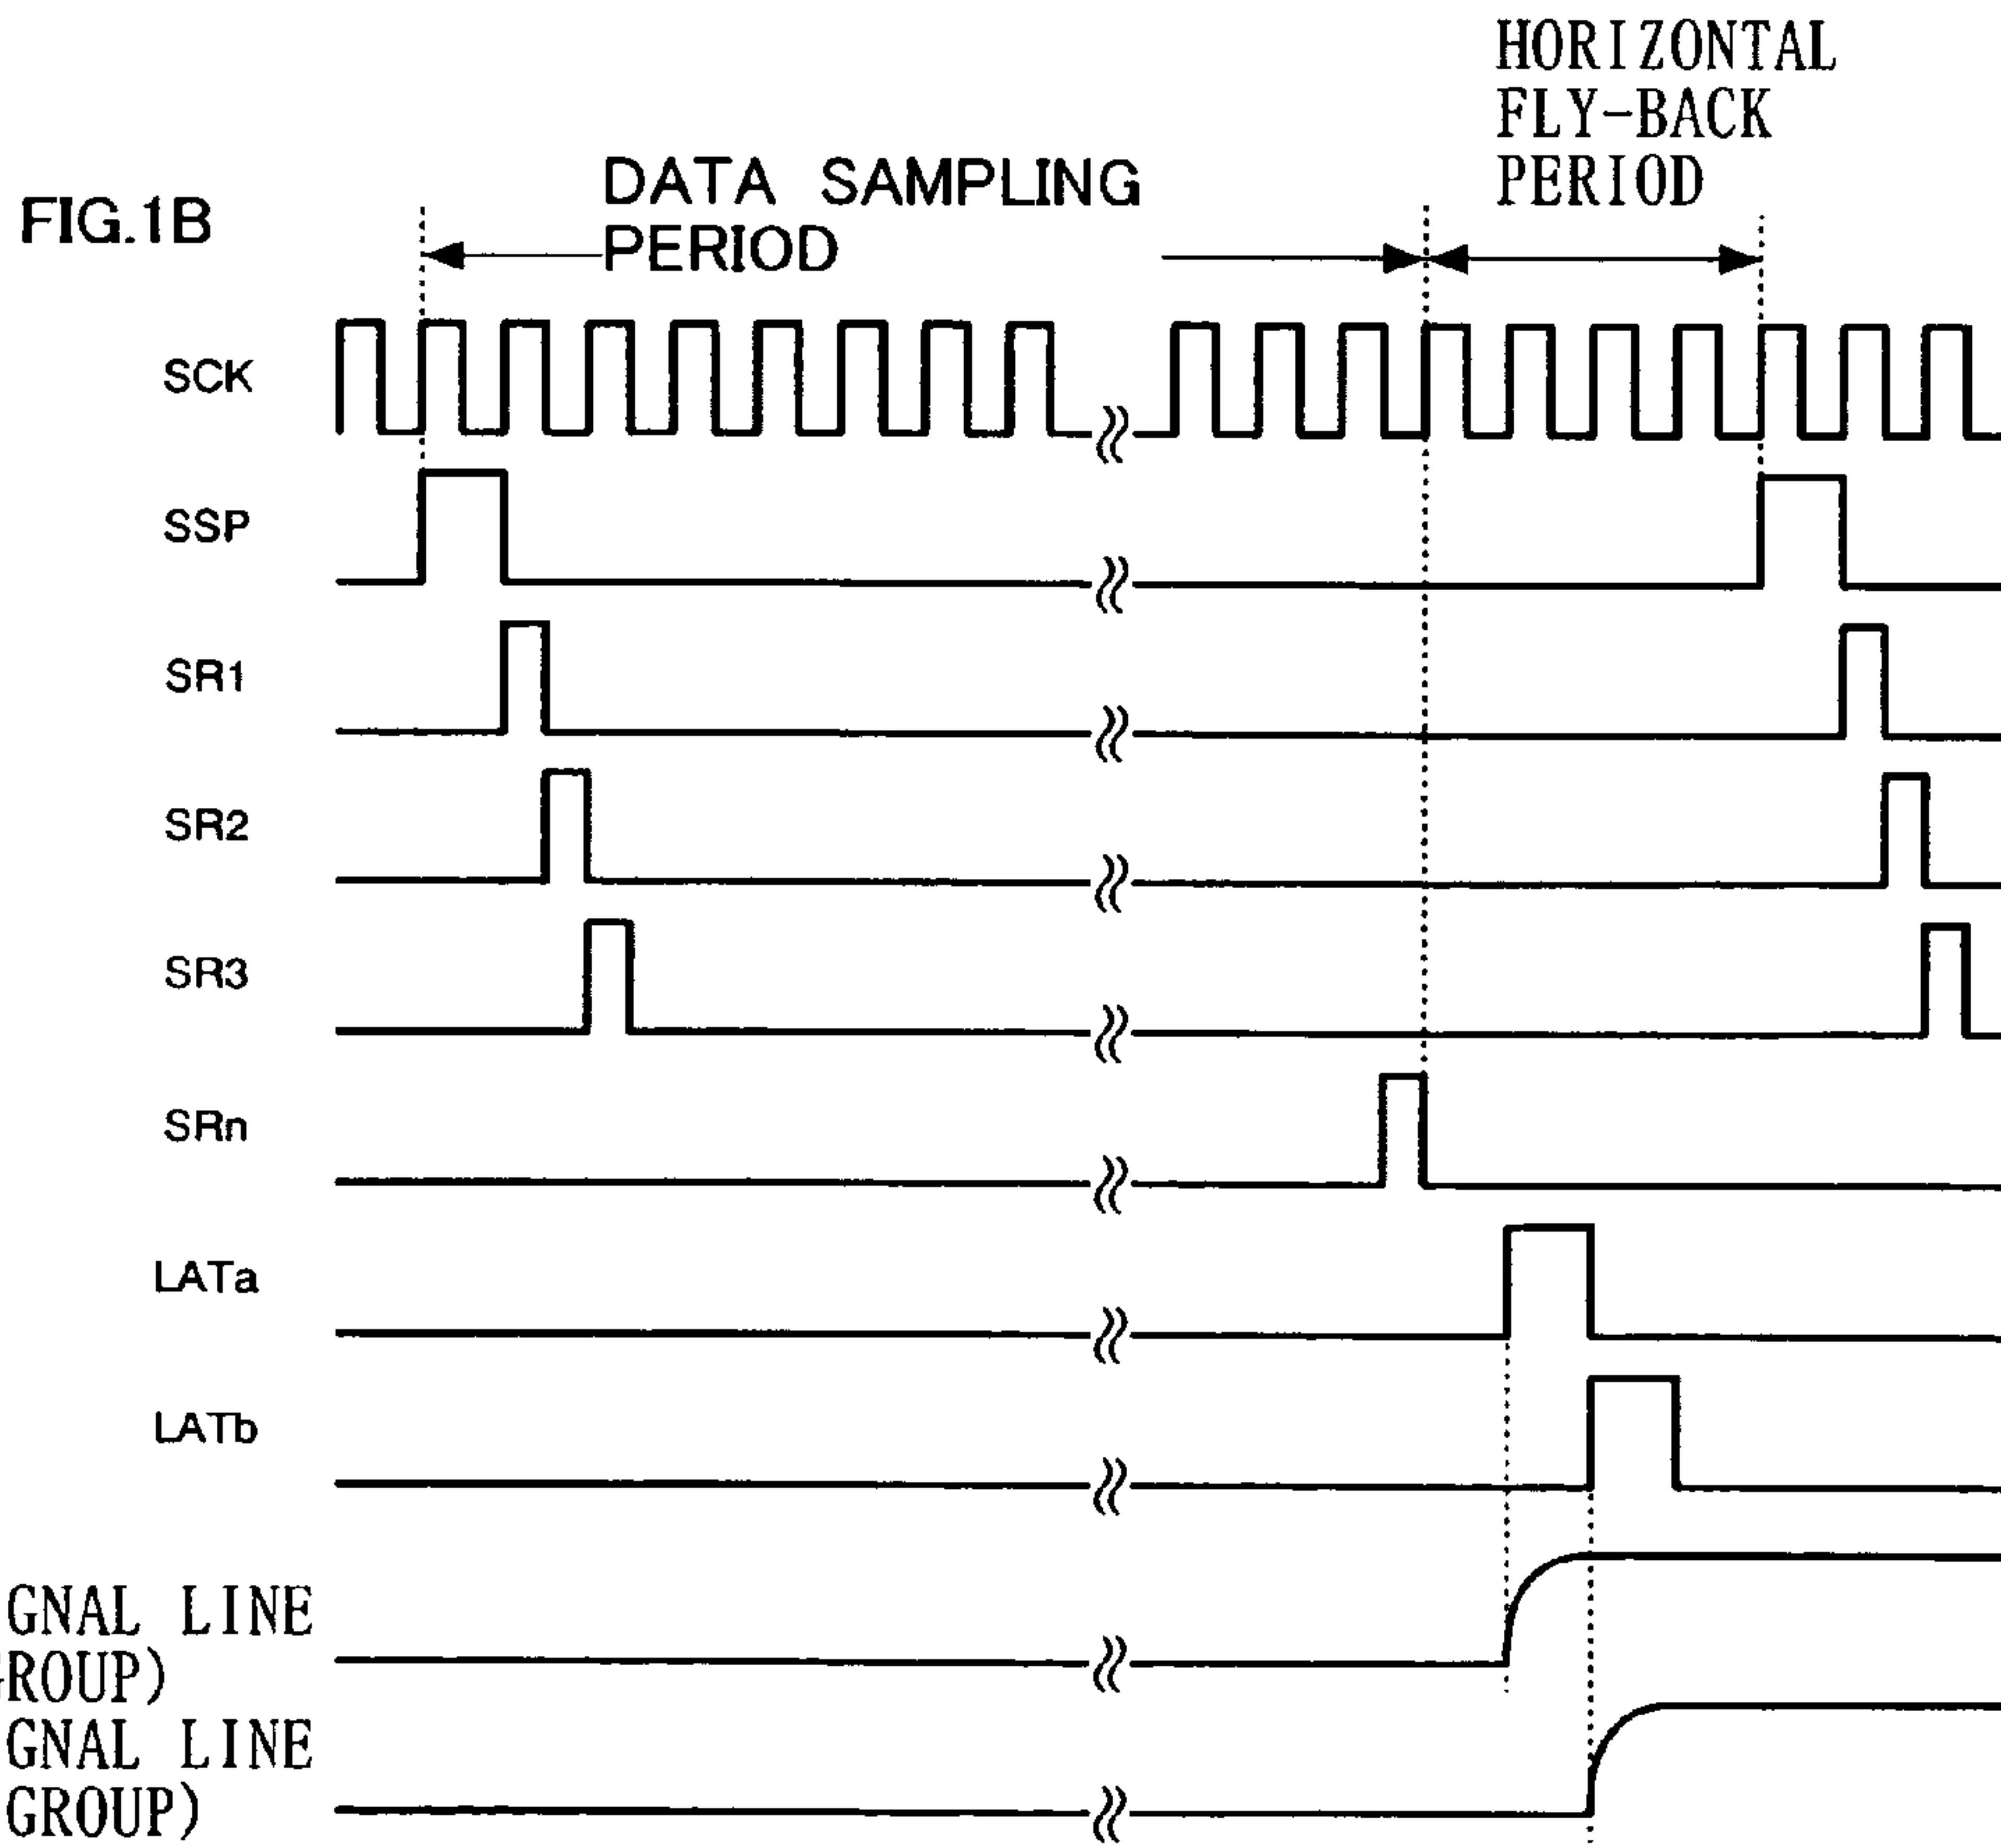 HORIZONTAL
FLY-BACK
PERIOD
FIG.1B
DATA SAMPLING
PERIOD
SCK
SSP
SR1
SR2
SR3
SRn
LATa
LATb
GNAL LINE
GROUP)
GNAL LINE
GROUP)